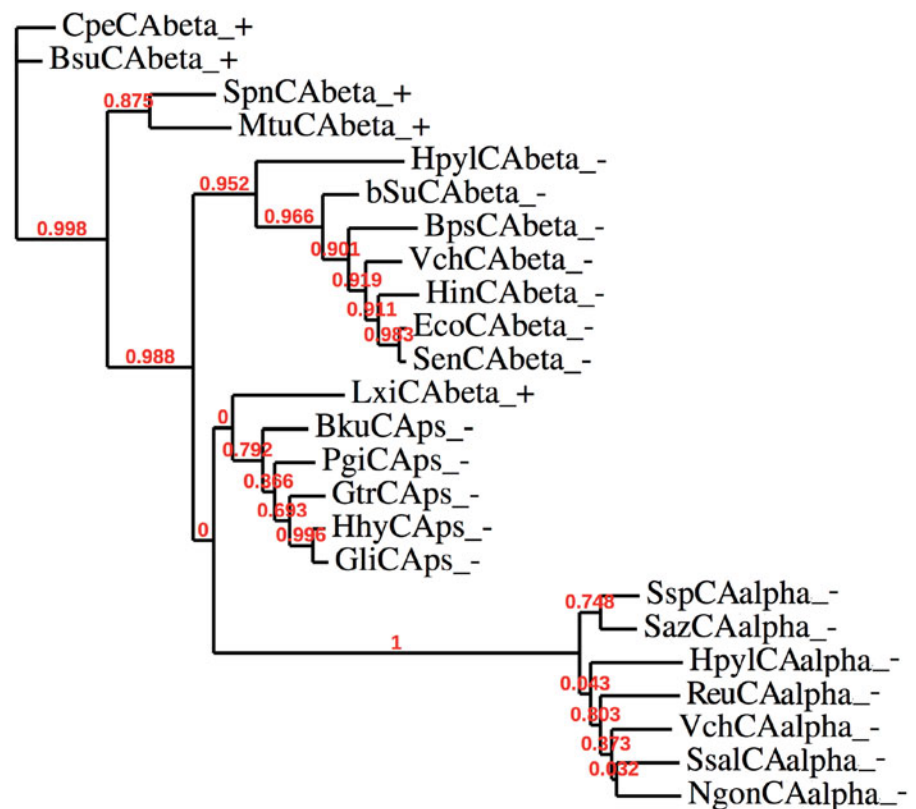 CpeCAbeta_+
BsuCAbeta_+
SpnCAbeta_+
0.875
MtuCAbeta_+
HpylCAbeta_-
0.952
bSuCAbeta_-
0.966
BpsCAbeta_-
0.998
0.901
VchCAbeta_-
0.919
HinCAbeta_-
0.911
EcoCAbeta_-
0.983
SenCAbeta_-
0.988
LxiCAbeta_+
0
BkuCAps_-
0.792
PgiCAps_-
0.366
GtrCAps_-
0.693
HhyCAps_-
0
0.996
GliCAps_-
SspCAalpha_-
0.748
SazCAalpha_-
1
HpylCAalpha_-
0.043
ReuCAalpha_-
0.803
VchCAalpha_-
0.373
SsalCAalpha_-
0.032
NgonCAalpha_-